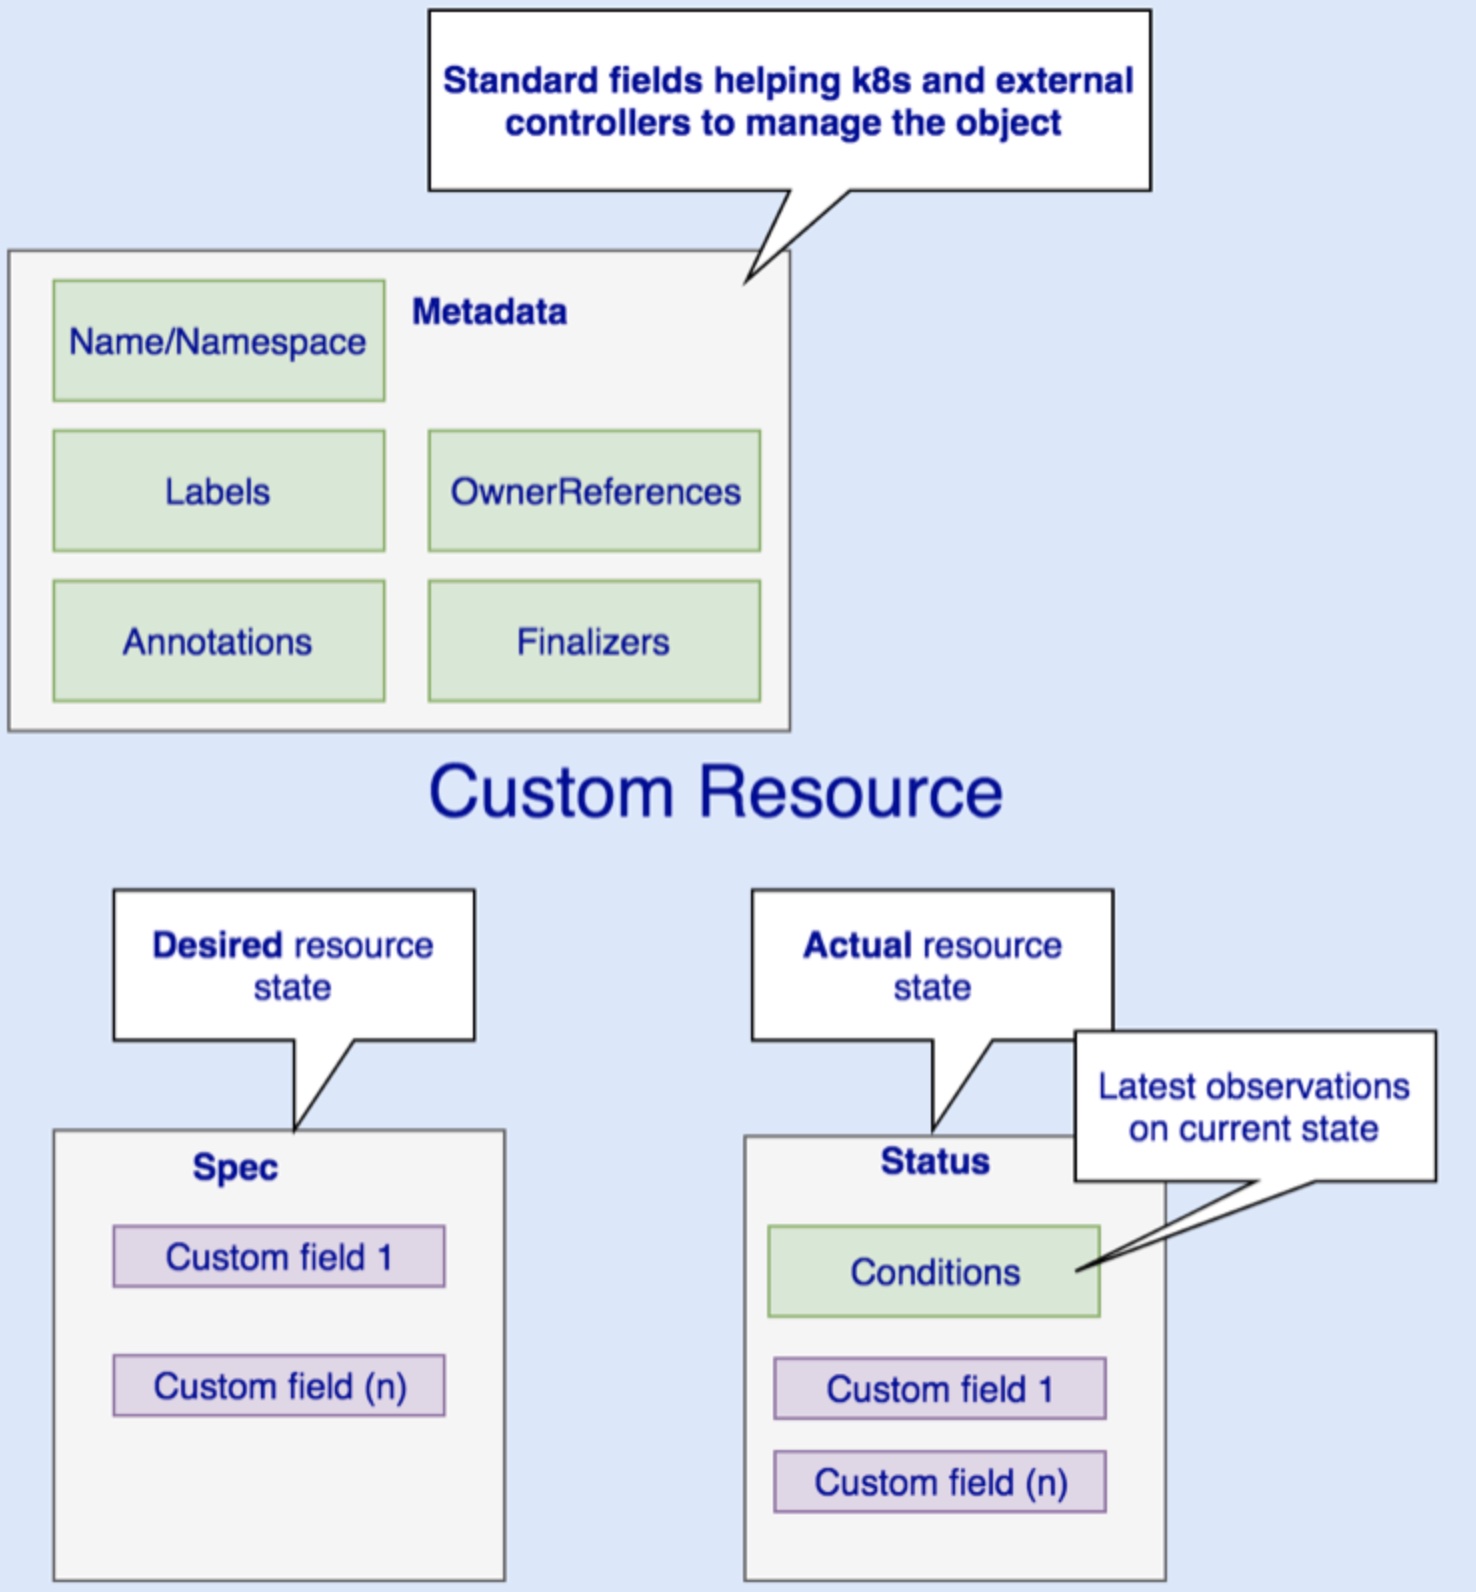 Standard fields helping k8s and external
controllers to manage the object
Metadata
Name/Namespace
Labels
OwnerReferences
Annotations
Finalizers
Custom Resource
Desired resource
state
Actual resource
state
Latest observations
on current state
Spec
Custom field 1
Custom field (n)
Status
Conditions
Custom field 1
Custom field (n)